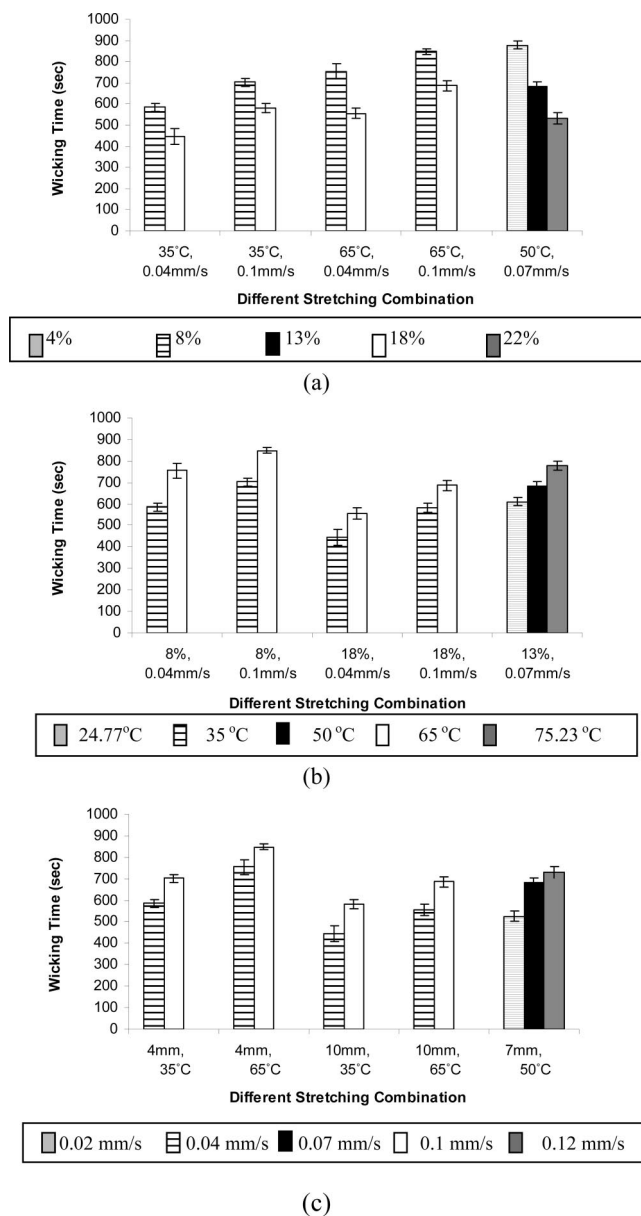 1000
900
800
700
600
500
400
300
200
100
0
Wicking Time (sec)
35°C, 35°C, 65°C, 65°C, 50°C,
0.04mm/s 0.1mm/s 0.04mm/s 0.1mm/s 0.07mm/s
Different Stretching Combination
4% 8% 13% 18% 22%
(a)
1000
900
800
700
600
500
400
300
200
100
0
Wicking Time (sec)
8%, 8%, 18%, 18%, 13%,
0.04mm/s 0.1mm/s 0.04mm/s 0.1mm/s 0.07mm/s
Different Stretching Combination
24.77°C 35 °C 50 °C 65 °C 75.23 °C
(b)
1000
900
800
700
600
500
400
300
200
100
0
Wicking Time (sec)
4mm, 4mm, 10mm, 10mm, 7mm,
35°C 65°C 35°C 65°C 50°C
Different Stretching Combination
0.02 mm/s 0.04 mm/s 0.07 mm/s 0.1 mm/s 0.12 mm/s
(c)